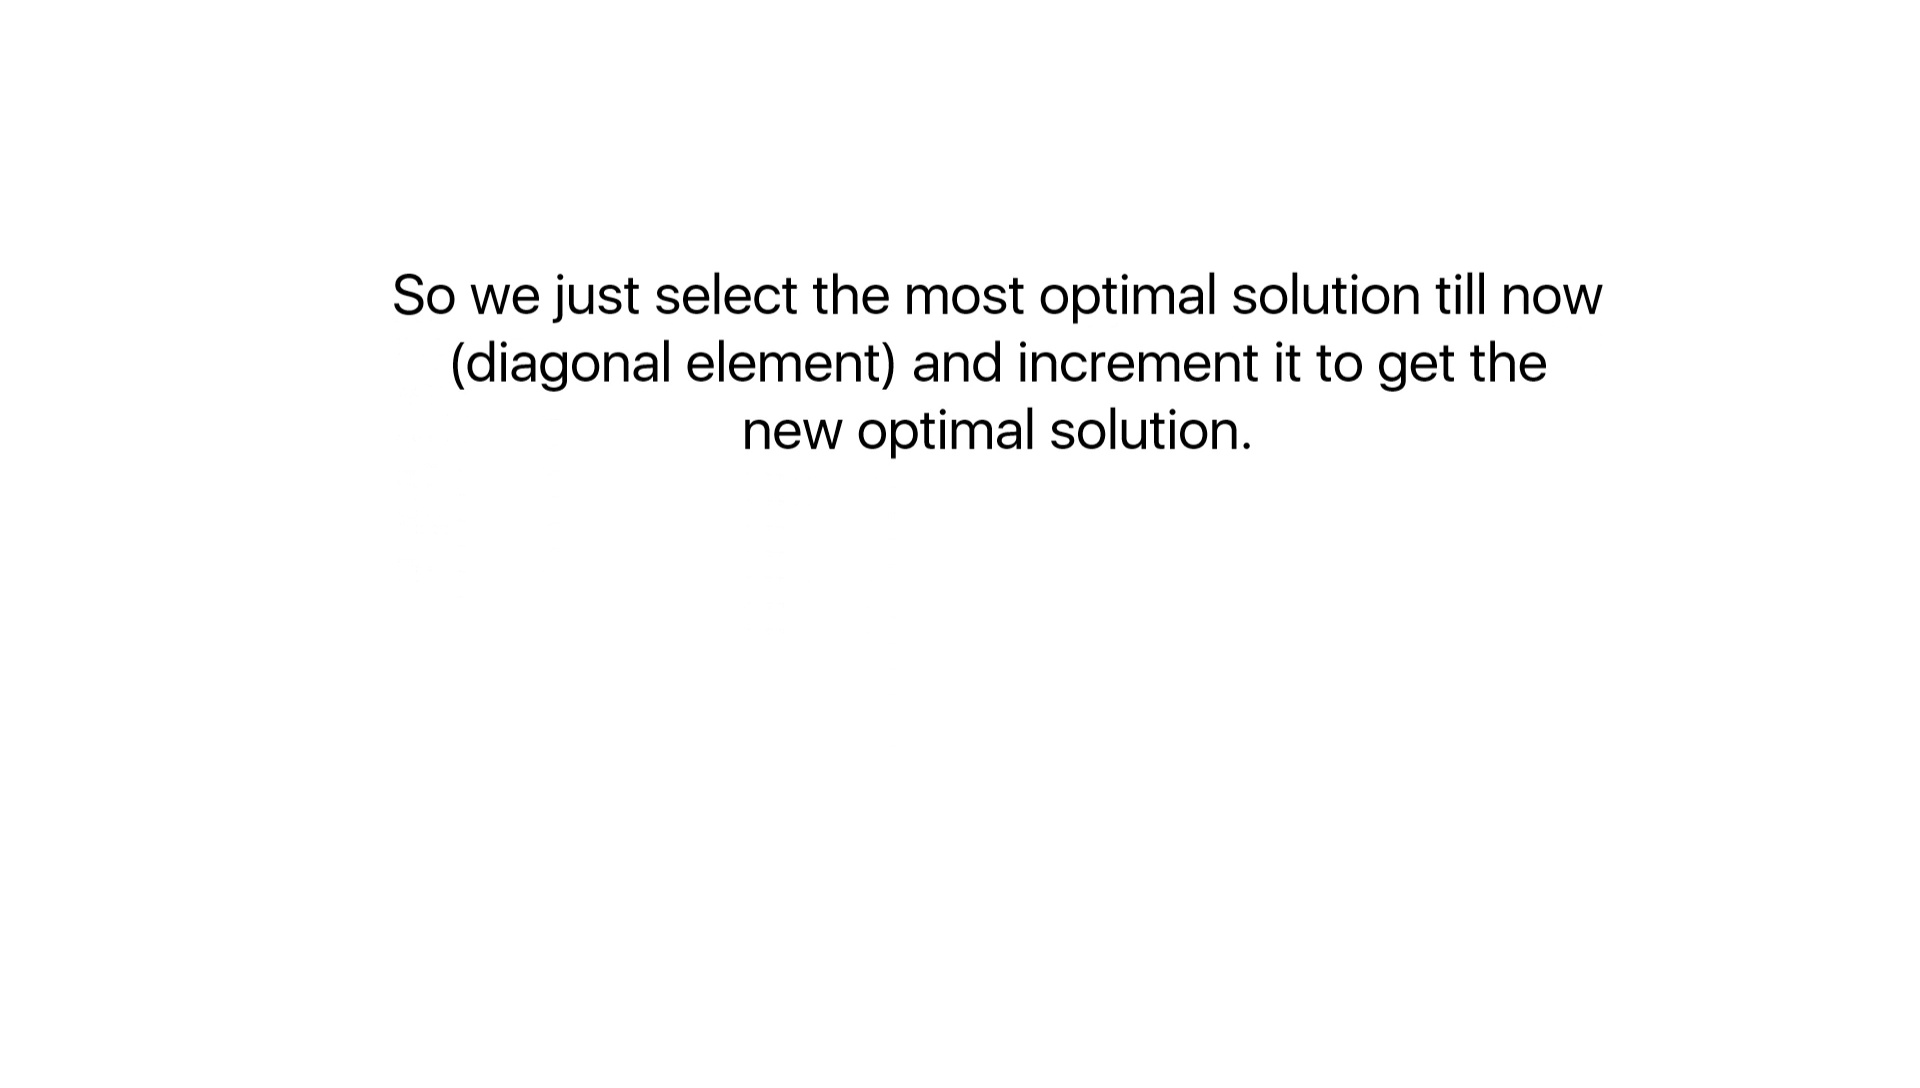 So we just select the most optimal solution till now
(diagonal element) and increment it to get the
new optimal solution.